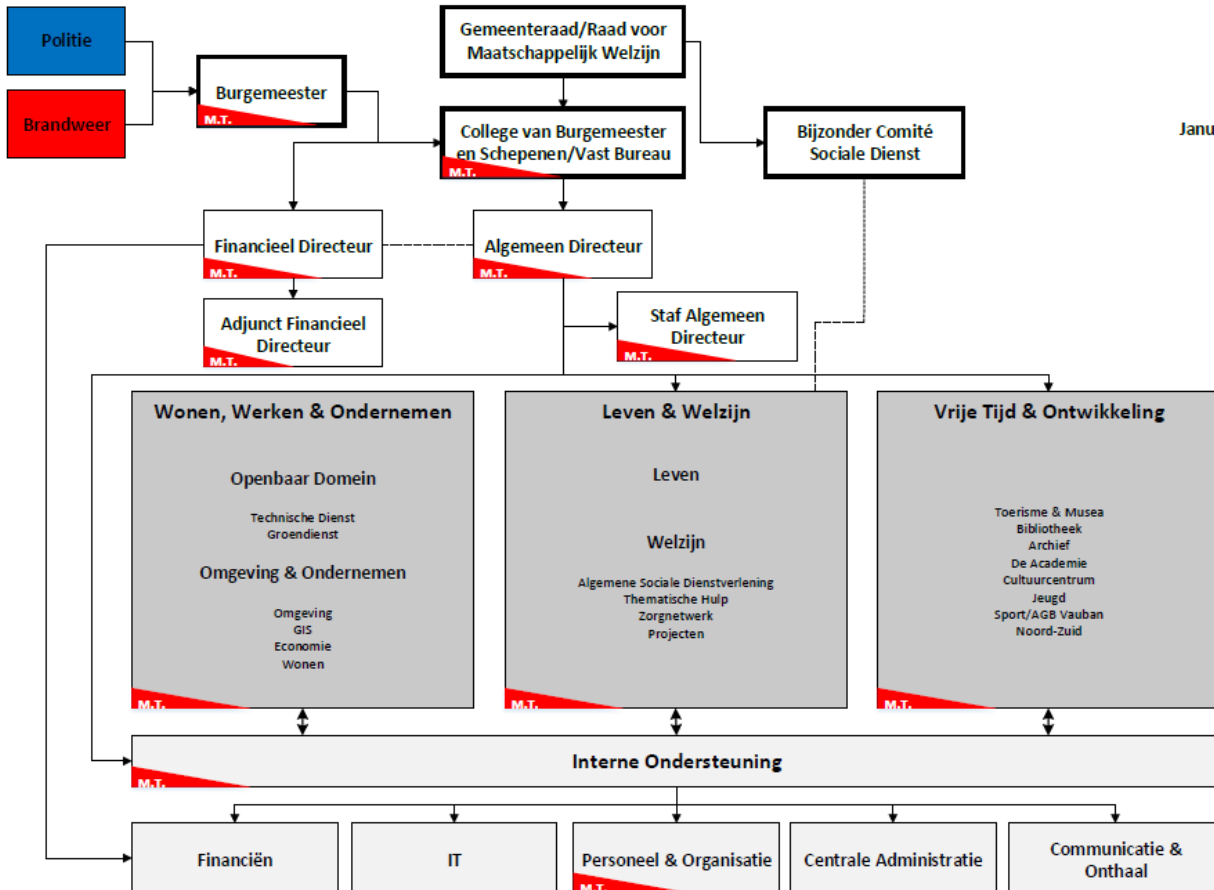 Politie
Brandweer
Burgemeester
M.T.
Gemeenteraad/Raad voor
Maatschappelijk Welzijn
College van Burgemeester
en Schepenen/Vast Bureau
M.T.
Bijzonder Comité
Sociale Dienst
Janu
Financieel Directeur
M.T.
Algemeen Directeur
M.T.
Adjunct Financieel
Directeur
M.T.
Staf Algemeen
Directeur
M.T.
Wonen, Werken & Ondernemen
Openbaar Domein
Technische Dienst
Groendienst
Omgeving & Ondernemen
Omgeving
GIS
Economie
Wonen
M.T.
Leven & Welzijn
Leven
Welzijn
Algemene Sociale Dienstverlening
Thematische Hulp
Zorgnetwerk
Projecten
M.T.
Vrije Tijd & Ontwikkeling
Toerisme & Musea
Bibliotheek
Archief
De Academie
Cultuurcentrum
Jeugd
Sport/AGB Vauban
Noord-Zuid
M.T.
Interne Ondersteuning
M.T.
Financiën
IT
Personeel & Organisatie
M.T.
Centrale Administratie
Communicatie &
Onthaal